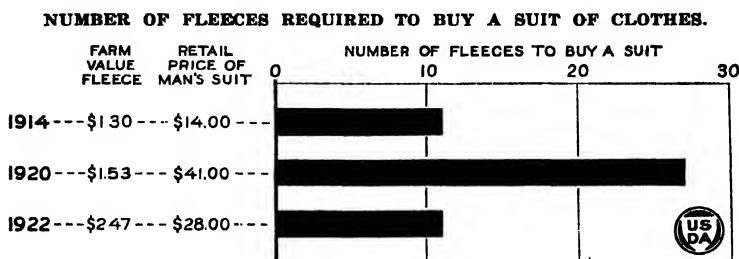 NUMBER OF FLEECES REQUIRED TO BUY A SUIT OF CLOTHES.
FARM VALUE FLEECE
RETAIL PRICE OF MAN'S SUIT
NUMBER OF FLEECES TO BUY A SUIT
0 10 20 30
1914---$1.30---$14.00---
1920---$1.53---$41.00---
1922---$2.47---$28.00---
US
DA